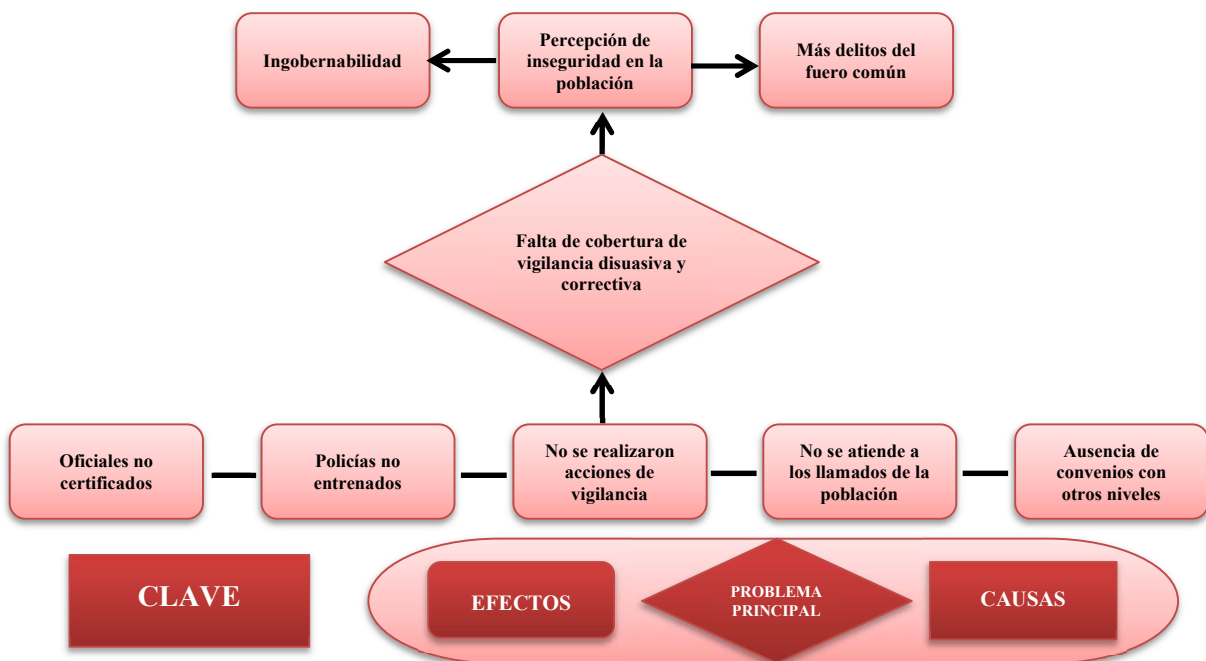 Ingobernabilidad
Percepción de
inseguridad en la
población
Más delitos del
fuero común
Falta de cobertura de
vigilancia disuasiva y
correctiva
Oficiales no
certificados
Policías no
entrenados
No se realizaron
acciones de
vigilancia
No se atiende a
los llamados de la
población
Ausencia de
convenios con
otros niveles
CLAVE
EFECTOS
PROBLEMA
PRINCIPAL
CAUSAS